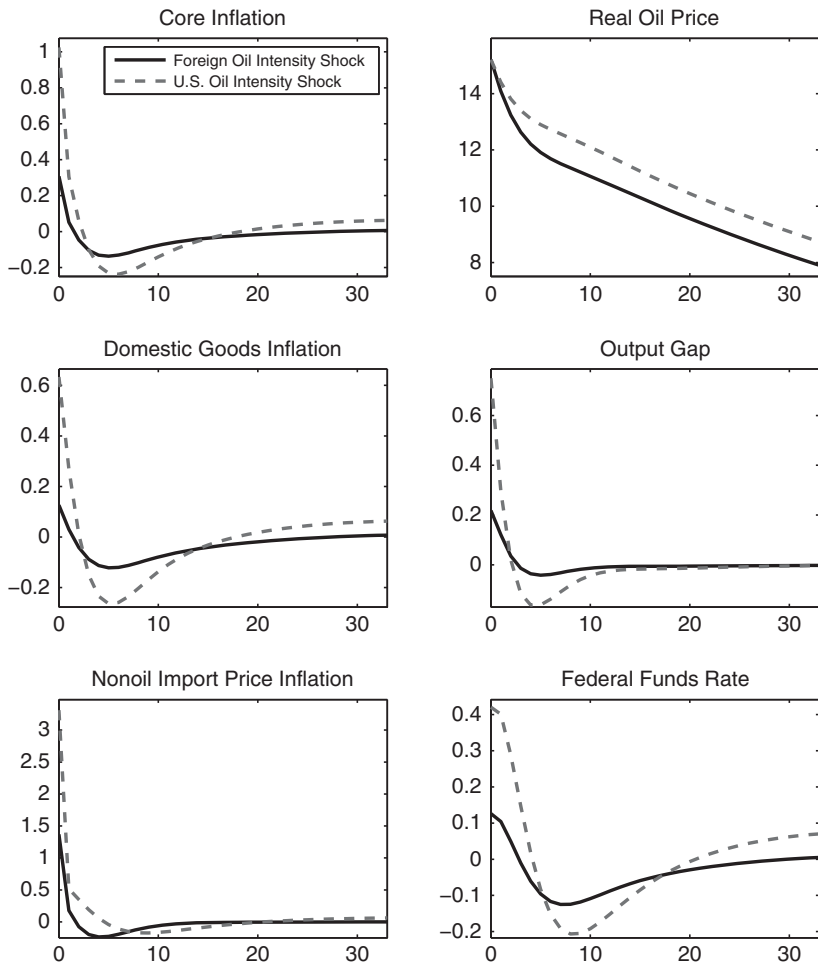 Core Inflation
1
0.8
0.6
0.4
0.2
0
−0.2
0 10 20 30
Foreign Oil Intensity Shock
U.S. Oil Intensity Shock
Real Oil Price
14
12
10
8
0 10 20 30
Domestic Goods Inflation
0.6
0.4
0.2
0
−0.2
0 10 20 30
Output Gap
0.6
0.4
0.2
0
0 10 20 30
Nonoil Import Price Inflation
3
2.5
2
1.5
1
0.5
0
0 10 20 30
Federal Funds Rate
0.4
0.3
0.2
0.1
0
−0.1
−0.2
0 10 20 30